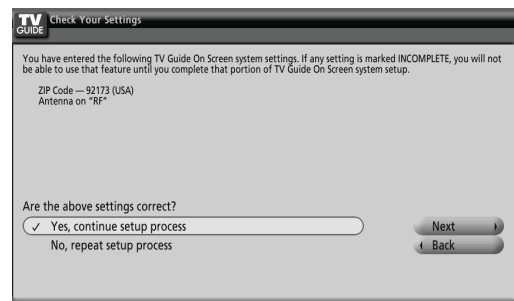 TV
GUIDE
Check Your Settings
You have entered the following TV Guide On Screen system settings. If any setting is marked INCOMPLETE, you will not
be able to use that feature until you complete that portion of TV Guide On Screen system setup.
ZIP Code — 92173 (USA)
Antenna on "RF"
Are the above settings correct?
✓ Yes, continue setup process
Next
No, repeat setup process
Back